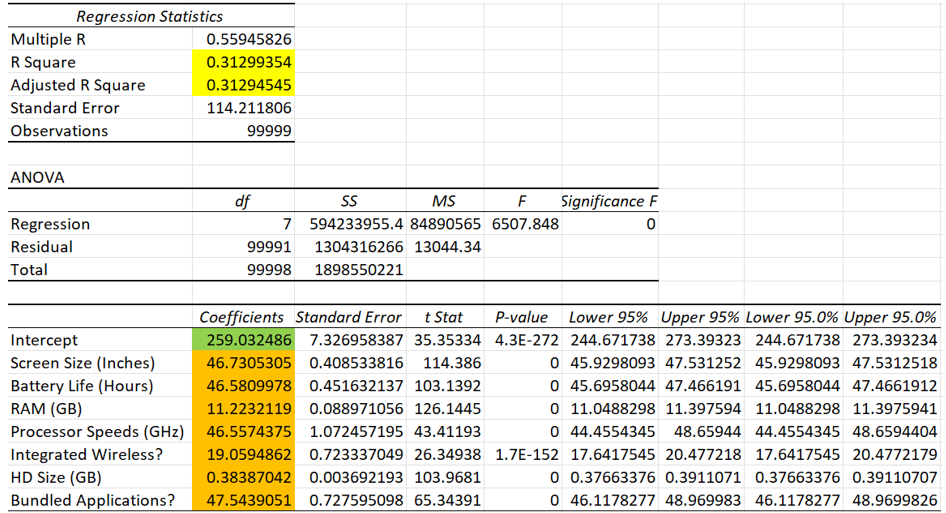 Regression Statistics
Multiple R 0.55945826
R Square 0.31299354
Adjusted R Square 0.31294545
Standard Error 114.211806
Observations 99999
ANOVA
df SS MS F Significance F
Regression 7 594233955.4 84890565 6507.848 0
Residual 99991 1304316266 13044.34
Total 99998 1898550221
Coefficients Standard Error t Stat P-value Lower 95% Upper 95% Lower 95.0% Upper 95.0%
Intercept 259.032486 7.326958387 35.35334 4.3E-272 244.671738 273.39323 244.671738 273.393234
Screen Size (Inches) 46.7305305 0.408533816 114.386 0 45.9298093 47.531252 45.9298093 47.5312518
Battery Life (Hours) 46.5809978 0.451632137 103.1392 0 45.6958044 47.466191 45.6958044 47.4661912
RAM (GB) 11.2232119 0.088971056 126.1445 0 11.0488298 11.397594 11.0488298 11.3975941
Processor Speeds (GHz) 46.5574375 1.072457195 43.41193 0 44.4554345 48.65944 44.4554345 48.6594404
Integrated Wireless? 19.0594862 0.723337049 26.34938 1.7E-152 17.6417545 20.477218 17.6417545 20.4772179
HD Size (GB) 0.38387042 0.003692193 103.9681 0 0.37663376 0.3911071 0.37663376 0.39110707
Bundled Applications? 47.5439051 0.727595098 65.34391 0 46.1178277 48.969983 46.1178277 48.9699826